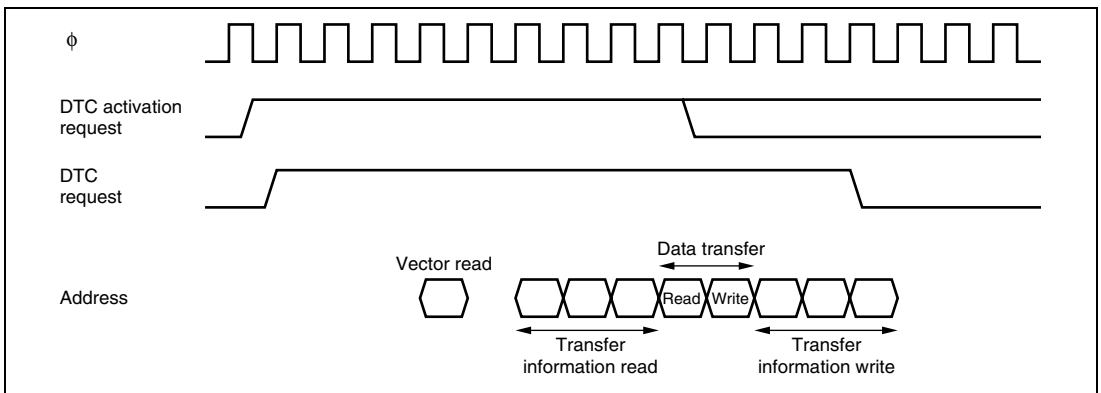 φ
DTC activation
request
DTC
request
Data transfer
Vector read
Address
Read Write
Transfer
information read
Transfer
information write